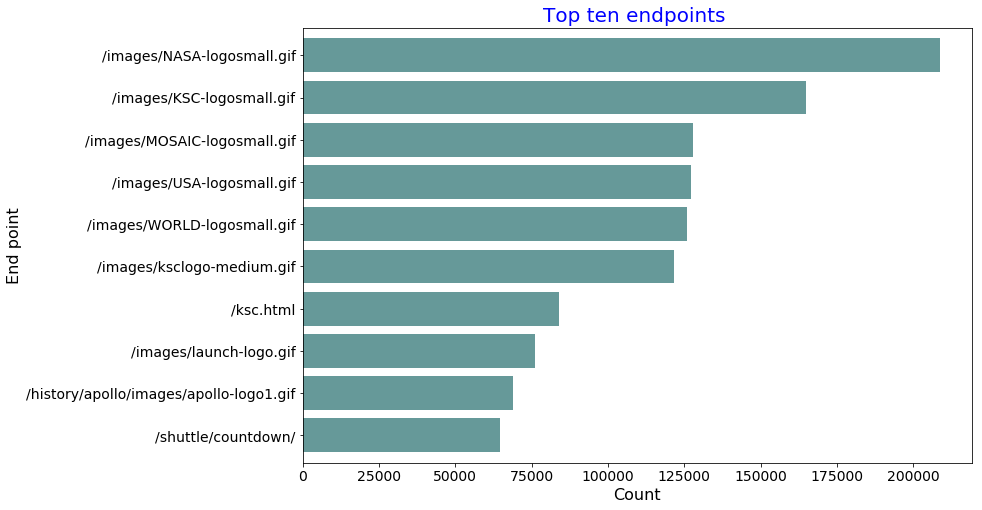 Top ten endpoints
/images/NASA-logosmall.gif
/images/KSC-logosmall.gif
/images/MOSAIC-logosmall.gif
/images/USA-logosmall.gif
/images/WORLD-logosmall.gif
/images/ksclogo-medium.gif
/ksc.html
/images/launch-logo.gif
/history/apollo/images/apollo-logo1.gif
/shuttle/countdown/
End point
0 25000 50000 75000 100000 125000 150000 175000 200000
Count